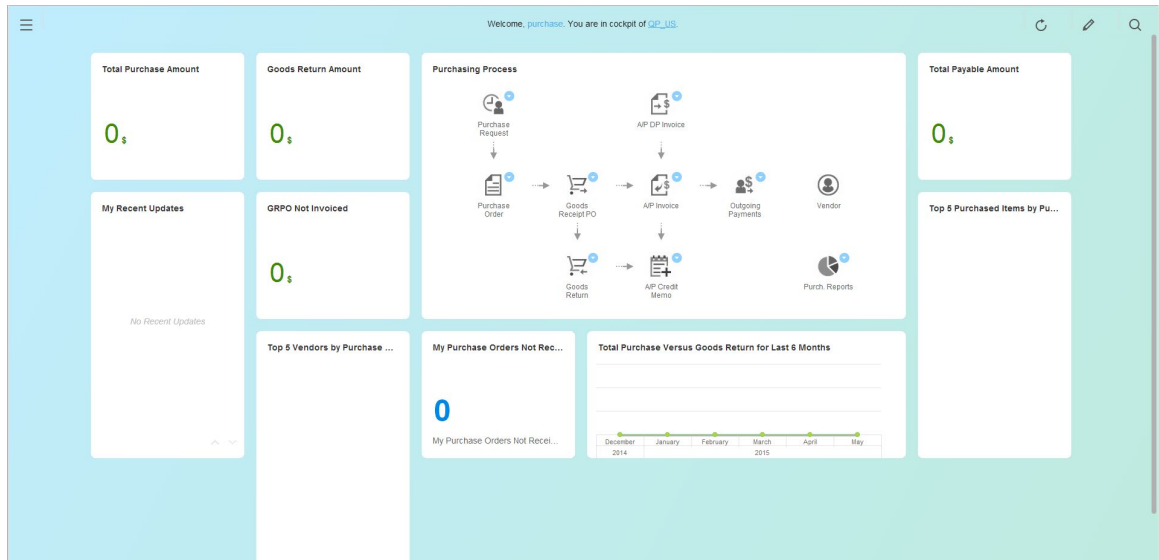 Welcome, purchase. You are in cockpit of QP_US.
Total Purchase Amount
0 $
Goods Return Amount
0 $
Purchasing Process
Purchase
Request
A/P DP Invoice
Purchase
Order
Goods
Receipt PO
A/P Invoice
Outgoing
Payments
Vendor
Goods
Return
A/P Credit
Memo
Purch. Reports
Total Payable Amount
0 $
My Recent Updates
No Recent Updates
GRPO Not Invoiced
0 $
Top 5 Purchased Items by Pu...
Top 5 Vendors by Purchase ...
My Purchase Orders Not Rec...
0
My Purchase Orders Not Recei...
Total Purchase Versus Goods Return for Last 6 Months
December January February March April May
2014 2015